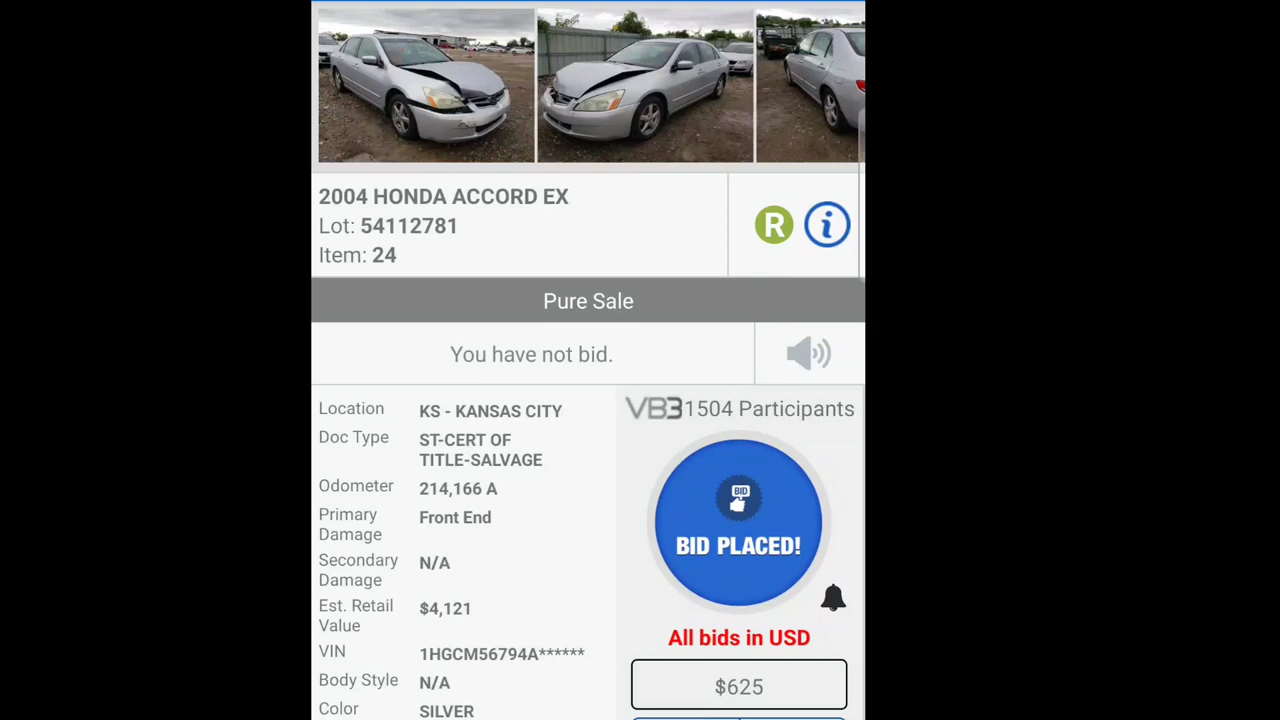 2004 HONDA ACCORD EX
Lot: 54112781
Item: 24
R
i
Pure Sale
You have not bid.
Location KS - KANSAS CITY
Doc Type ST-CERT OF
TITLE-SALVAGE
Odometer 214,166 A
Primary
Damage Front End
Secondary
Damage N/A
Est. Retail
Value $4,121
VIN 1HGCM56794A******
Body Style N/A
Color SILVER
VB3 1504 Participants
BID
BID PLACED!
All bids in USD
$625